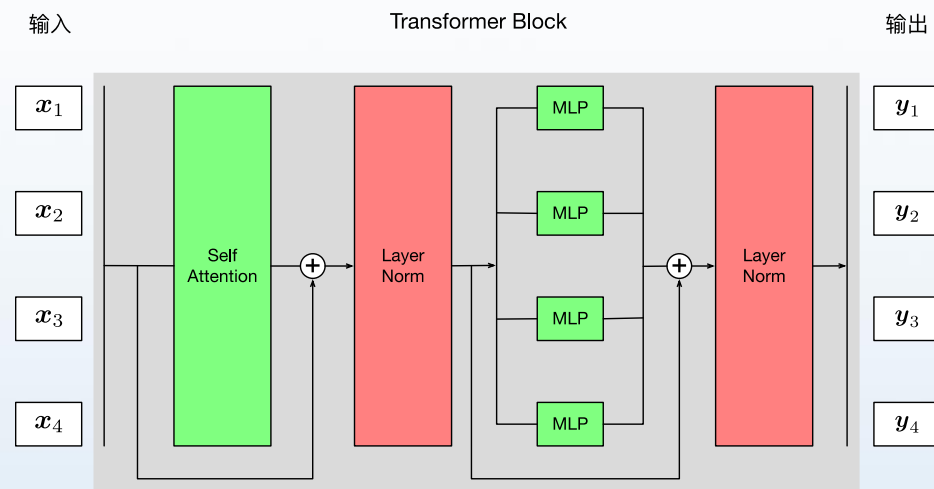 输入
Transformer Block
输出
x₁
x₂
x₃
x₄
Self
Attention
+
Layer
Norm
MLP
MLP
MLP
MLP
+
Layer
Norm
y₁
y₂
y₃
y₄